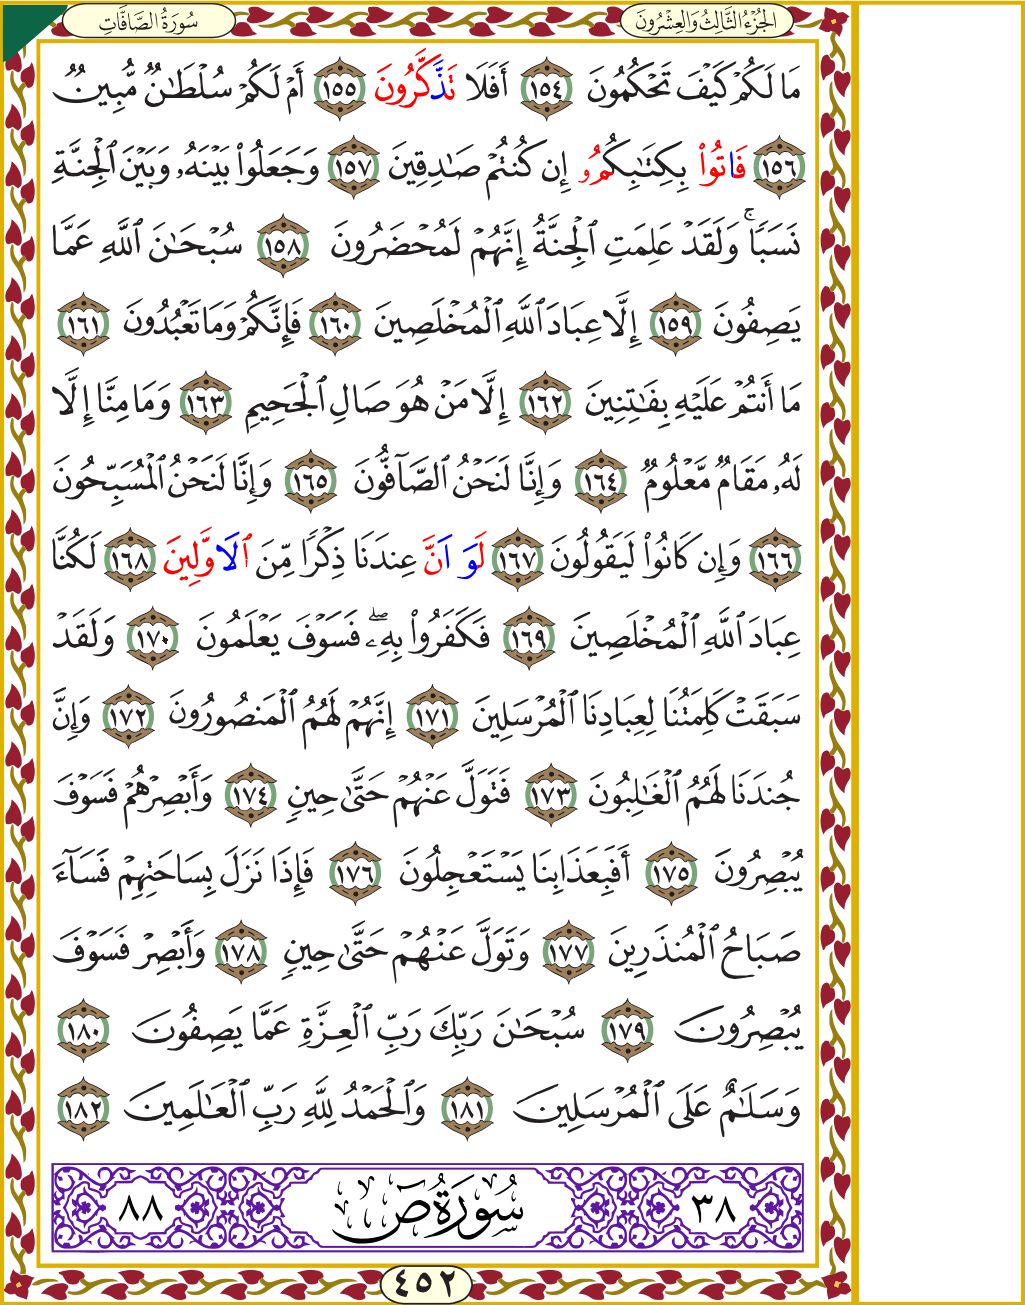 الجُزْءُ الثَّالِثُ وَالعِشْرُونَ
سُورَةُ الصَّافَّاتِ
مَا لَكُمْ كَيْفَ تَحْكُمُونَ ١٥٤ أَفَلَا تَذَّكَّرُونَ ١٥٥ أَمْ لَكُمْ سُلْطَٰنٌ مُّبِينٌ
١٥٦ فَاتُوا۟ بِكِتَٰبِكُمُۥ إِن كُنتُمْ صَٰدِقِينَ ١٥٧ وَجَعَلُوا۟ بَيْنَهُۥ وَبَيْنَ ٱلْجِنَّةِ
نَسَبًا ۚ وَلَقَدْ عَلِمَتِ ٱلْجِنَّةُ إِنَّهُمْ لَمُحْضَرُونَ ١٥٨ سُبْحَٰنَ ٱللَّهِ عَمَّا
يَصِفُونَ ١٥٩ إِلَّا عِبَادَ ٱللَّهِ ٱلْمُخْلَصِينَ ١٦٠ فَإِنَّكُمْ وَمَا تَعْبُدُونَ ١٦١
مَا أَنتُمْ عَلَيْهِ بِفَٰتِنِينَ ١٦٢ إِلَّا مَنْ هُوَ صَالِ ٱلْجَحِيمِ ١٦٣ وَمَا مِنَّا إِلَّا
لَهُۥ مَقَامٌ مَّعْلُومٌ ١٦٤ وَإِنَّا لَنَحْنُ ٱلصَّآفُّونَ ١٦٥ وَإِنَّا لَنَحْنُ ٱلْمُسَبِّحُونَ
١٦٦ وَإِن كَانُوا۟ لَيَقُولُونَ ١٦٧ لَوَ اَنَّ عِندَنَا ذِكْرًا مِّنَ ٱلَاوَّلِينَ ١٦٨ لَكُنَّا
عِبَادَ ٱللَّهِ ٱلْمُخْلَصِينَ ١٦٩ فَكَفَرُوا۟ بِهِۦ ۖ فَسَوْفَ يَعْلَمُونَ ١٧٠ وَلَقَدْ
سَبَقَتْ كَلِمَتُنَا لِعِبَادِنَا ٱلْمُرْسَلِينَ ١٧١ إِنَّهُمْ لَهُمُ ٱلْمَنصُورُونَ ١٧٢ وَإِنَّ
جُندَنَا لَهُمُ ٱلْغَٰلِبُونَ ١٧٣ فَتَوَلَّ عَنْهُمْ حَتَّىٰ حِينٍ ١٧٤ وَأَبْصِرْهُمْ فَسَوْفَ
يُبْصِرُونَ ١٧٥ أَفَبِعَذَابِنَا يَسْتَعْجِلُونَ ١٧٦ فَإِذَا نَزَلَ بِسَاحَتِهِمْ فَسَآءَ
صَبَاحُ ٱلْمُنذَرِينَ ١٧٧ وَتَوَلَّ عَنْهُمْ حَتَّىٰ حِينٍ ١٧٨ وَأَبْصِرْ فَسَوْفَ
يُبْصِرُونَ ١٧٩ سُبْحَٰنَ رَبِّكَ رَبِّ ٱلْعِزَّةِ عَمَّا يَصِفُونَ ١٨٠
وَسَلَٰمٌ عَلَى ٱلْمُرْسَلِينَ ١٨١ وَٱلْحَمْدُ لِلَّهِ رَبِّ ٱلْعَٰلَمِينَ ١٨٢
٣٨ سُورَةُ صٓ ٨٨
٤٥٢